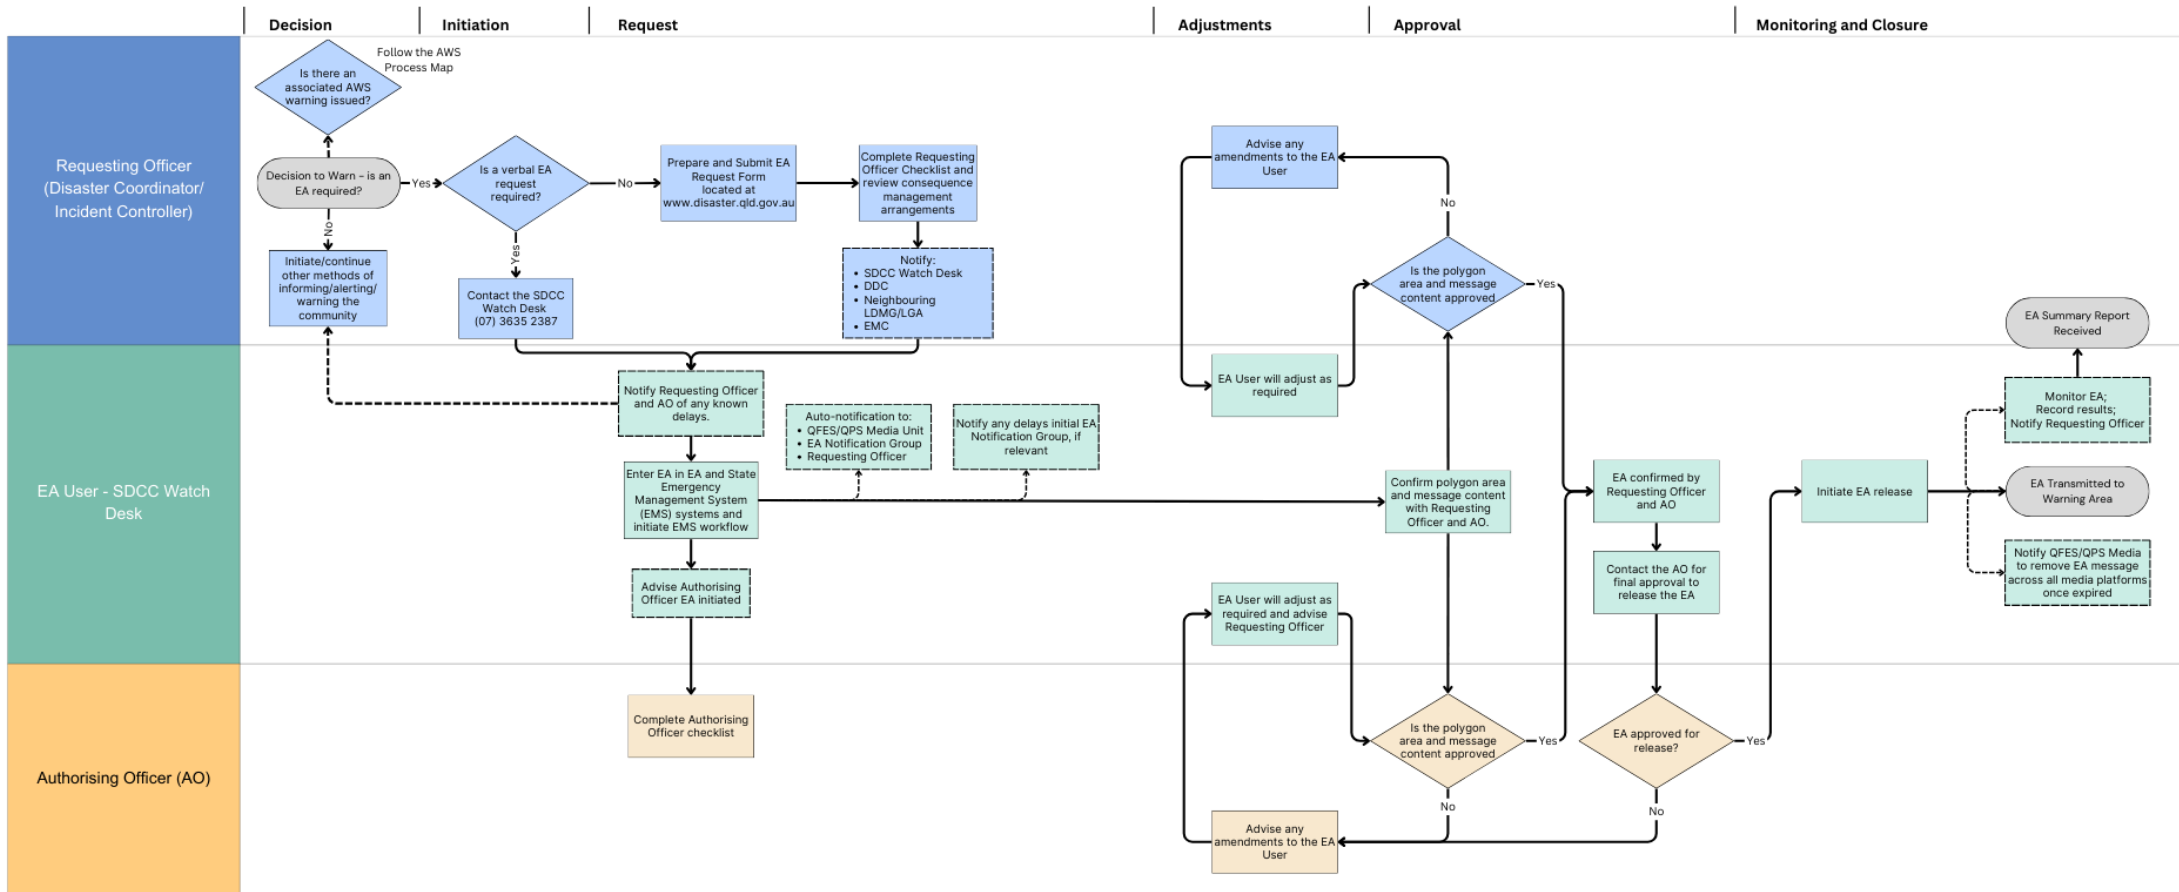 Decision
Initiation
Request
Adjustments
Approval
Monitoring and Closure
Requesting Officer
(Disaster Coordinator/
Incident Controller)
Is there an
associated AWS
warning issued?
Follow the AWS
Process Map
Decision to Warn – is an
EA required?
Yes
No
Initiate/continue
other methods of
informing/alerting/
warning the
community
Is a verbal EA
request
required?
No
Yes
Contact the SDCC
Watch Desk
(07) 3635 2387
Prepare and Submit EA
Request Form
located at
www.disaster.qld.gov.au
Complete Requesting
Officer Checklist and
review consequence
management
arrangements
Notify:
• SDCC Watch Desk
• DDC
• Neighbouring
LDMG/LGA
• EMC
Advise any
amendments to the EA
User
No
Is the polygon
area and message
content approved
Yes
EA Summary Report
Received
EA User - SDCC Watch
Desk
Notify Requesting Officer
and AO of any known
delays.
Enter EA in EA and State
Emergency
Management System
(EMS) systems and
initiate EMS workflow
Auto-notification to:
• QFES/QPS Media Unit
• EA Notification Group
• Requesting Officer
Notify any delays initial EA
Notification Group, if
relevant
Advise Authorising
Officer EA initiated
EA User will adjust as
required
Confirm polygon area
and message content
with Requesting
Officer and AO.
EA User will adjust as
required and advise
Requesting Officer
EA confirmed by
Requesting Officer
and AO
Contact the AO for
final approval to
release the EA
Initiate EA release
Monitor EA;
Record results;
Notify Requesting Officer
EA Transmitted to
Warning Area
Notify QFES/QPS Media
to remove EA message
across all media platforms
once expired
Authorising Officer (AO)
Complete Authorising
Officer checklist
Is the polygon
area and message
content approved
Yes
No
Advise any
amendments to the EA
User
EA approved for
release?
Yes
No